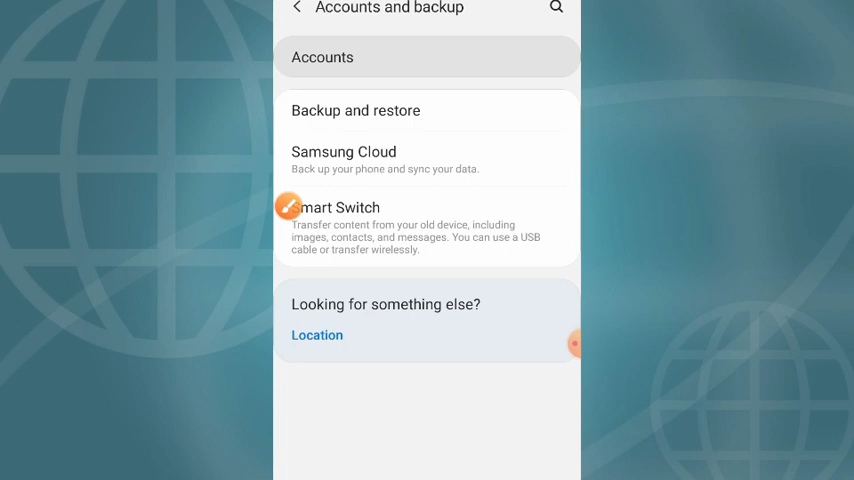 Accounts and backup
Accounts
Backup and restore
Samsung Cloud
Back up your phone and sync your data.
mart Switch
Transfer content from your old device, including
images, contacts, and messages. You can use a USB
cable or transfer wirelessly.
Looking for something else?
Location